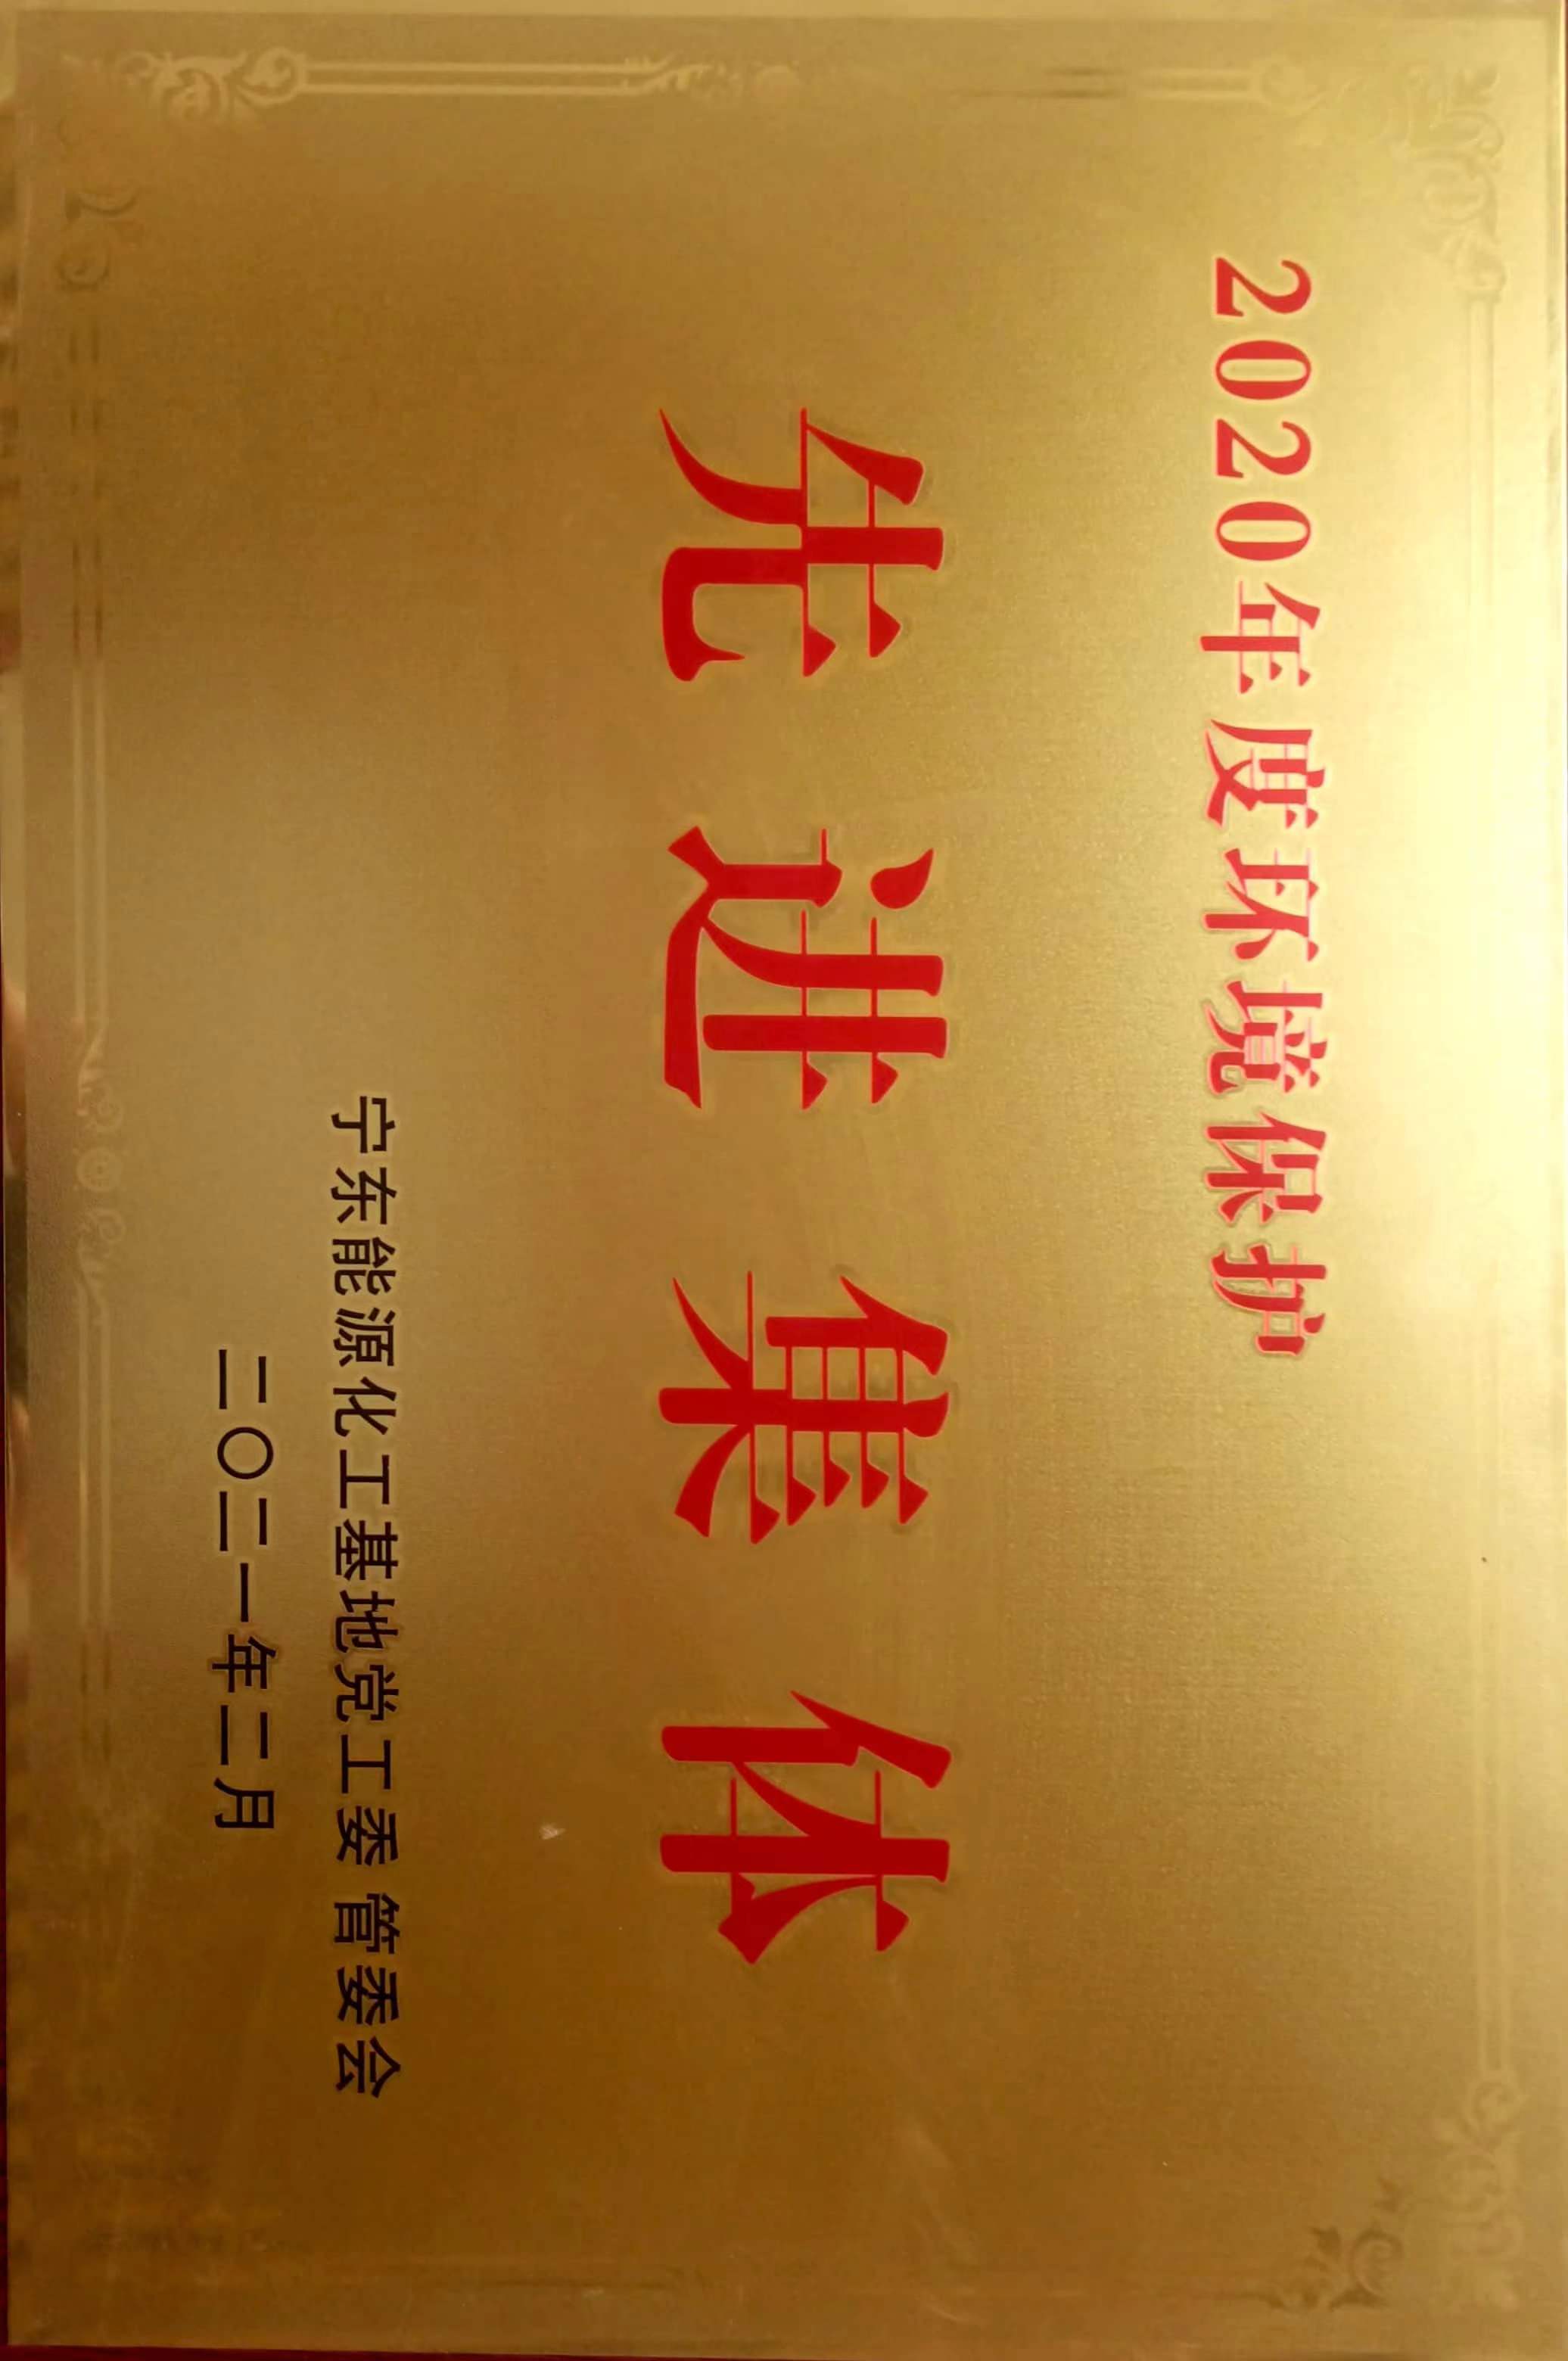 2020年度环境保护
先进集体
宁东能源化工基地党工委 管委会
二〇二一年二月